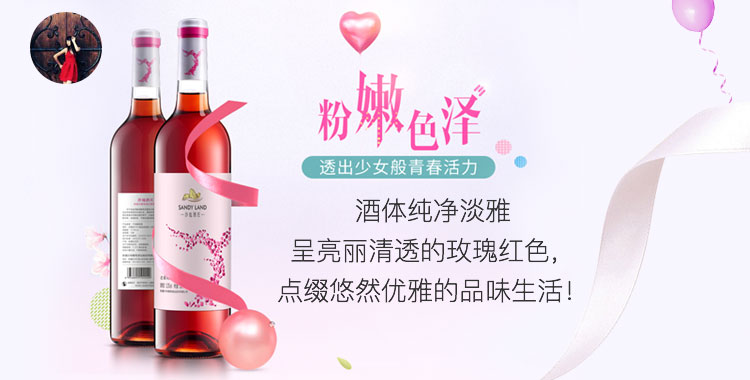 粉嫩色泽
透出少女般青春活力
酒体纯净淡雅
呈亮丽清透的玫瑰红色，
点缀悠然优雅的品味生活！
SANDY LAND